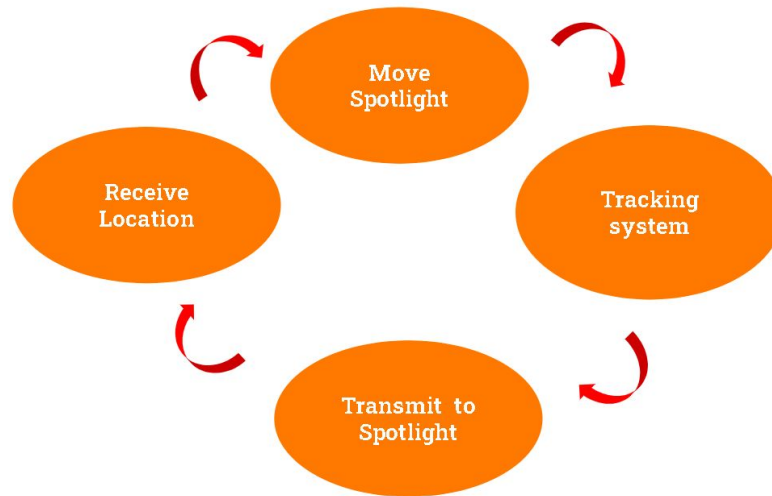 Move
Spotlight
Receive
Location
Tracking
system
Transmit to
Spotlight